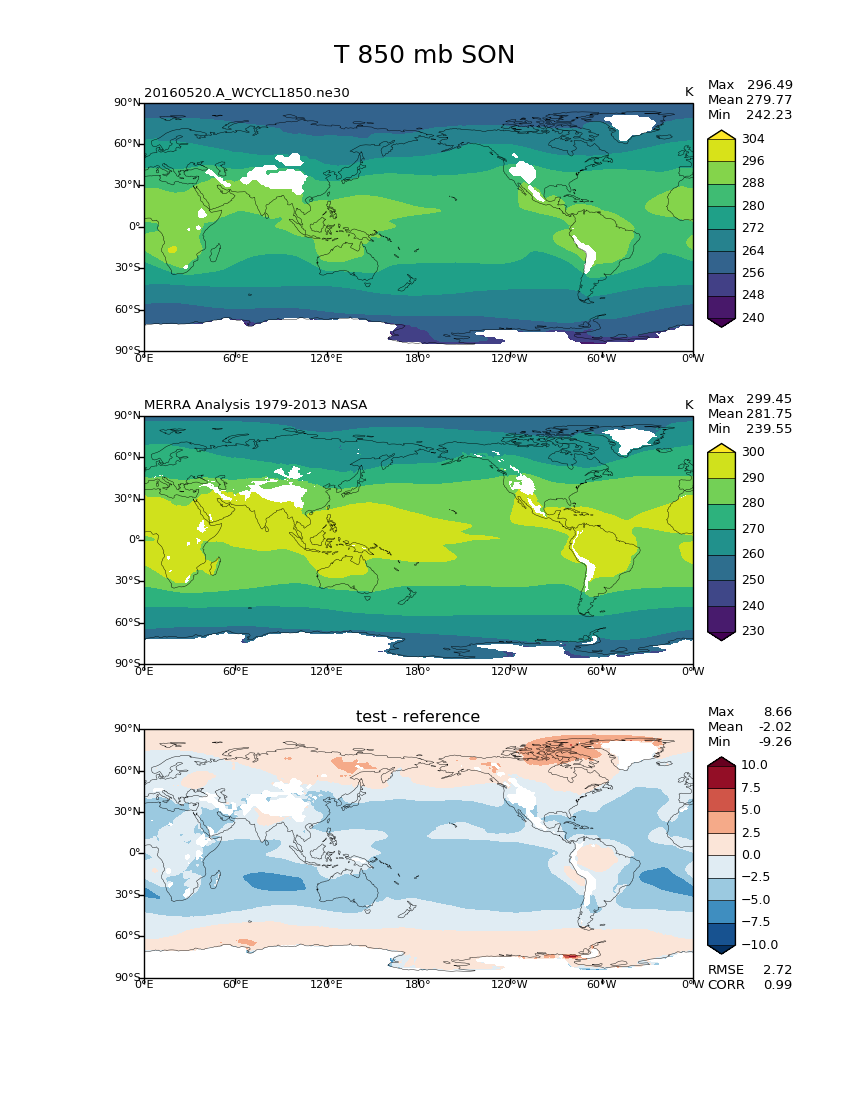 T 850 mb SON
20160520.A_WCYCL1850.ne30
K
Max 296.49
Mean 279.77
Min 242.23
90°N
60°N
30°N
0°
30°S
60°S
90°S
0°E 60°E 120°E 180° 120°W 60°W 0°W
304
296
288
280
272
264
256
248
240
MERRA Analysis 1979-2013 NASA
K
Max 299.45
Mean 281.75
Min 239.55
90°N
60°N
30°N
0°
30°S
60°S
90°S
0°E 60°E 120°E 180° 120°W 60°W 0°W
300
290
280
270
260
250
240
230
test - reference
Max 8.66
Mean -2.02
Min -9.26
90°N
60°N
30°N
0°
30°S
60°S
90°S
0°E 60°E 120°E 180° 120°W 60°W 0°W
10.0
7.5
5.0
2.5
0.0
−2.5
−5.0
−7.5
−10.0
RMSE 2.72
CORR 0.99